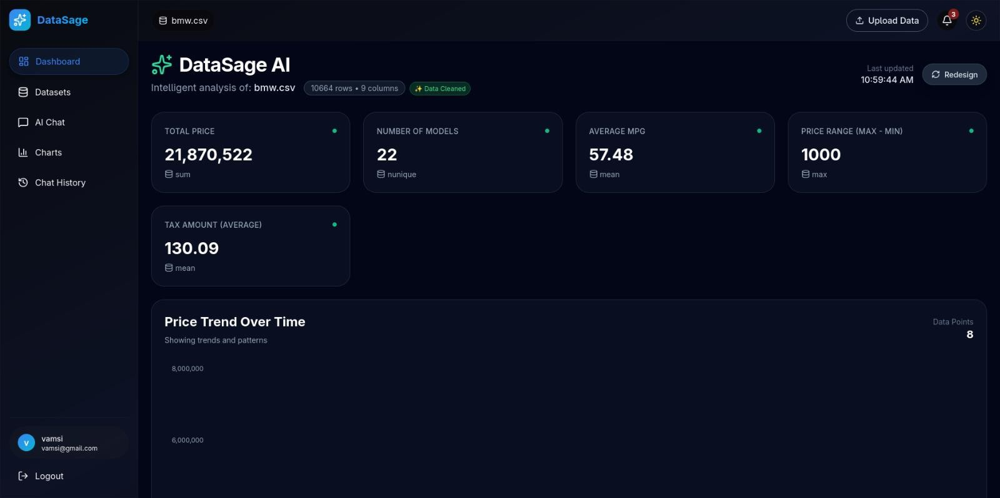 DataSage
bmw.csv
Upload Data
3
Dashboard
Datasets
AI Chat
Charts
Chat History
v
vamsi
vamsi@gmail.com
Logout
DataSage AI
Intelligent analysis of: bmw.csv
10664 rows • 9 columns
✨ Data Cleaned
Last updated
10:59:44 AM
Redesign
TOTAL PRICE
21,870,522
sum
NUMBER OF MODELS
22
nunique
AVERAGE MPG
57.48
mean
PRICE RANGE (MAX - MIN)
1000
max
TAX AMOUNT (AVERAGE)
130.09
mean
Price Trend Over Time
Showing trends and patterns
Data Points
8
8,000,000
6,000,000